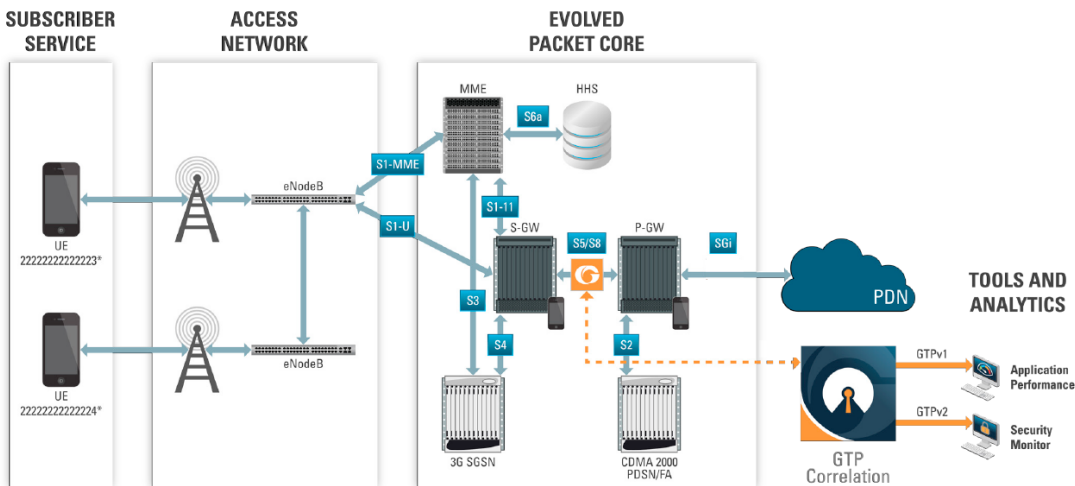 SUBSCRIBER
SERVICE
ACCESS
NETWORK
EVOLVED
PACKET CORE
MME
HHS
S6a
S1-MME
eNodeB
S1-11
S1-U
S-GW
S5/S8
P-GW
SGi
UE
22222222222223*
PDN
TOOLS AND
ANALYTICS
S3
S4
S2
eNodeB
UE
22222222222224*
GTPv1
Application
Performance
GTPv2
Security
Monitor
3G SGSN
CDMA 2000
PDSN/FA
GTP
Correlation